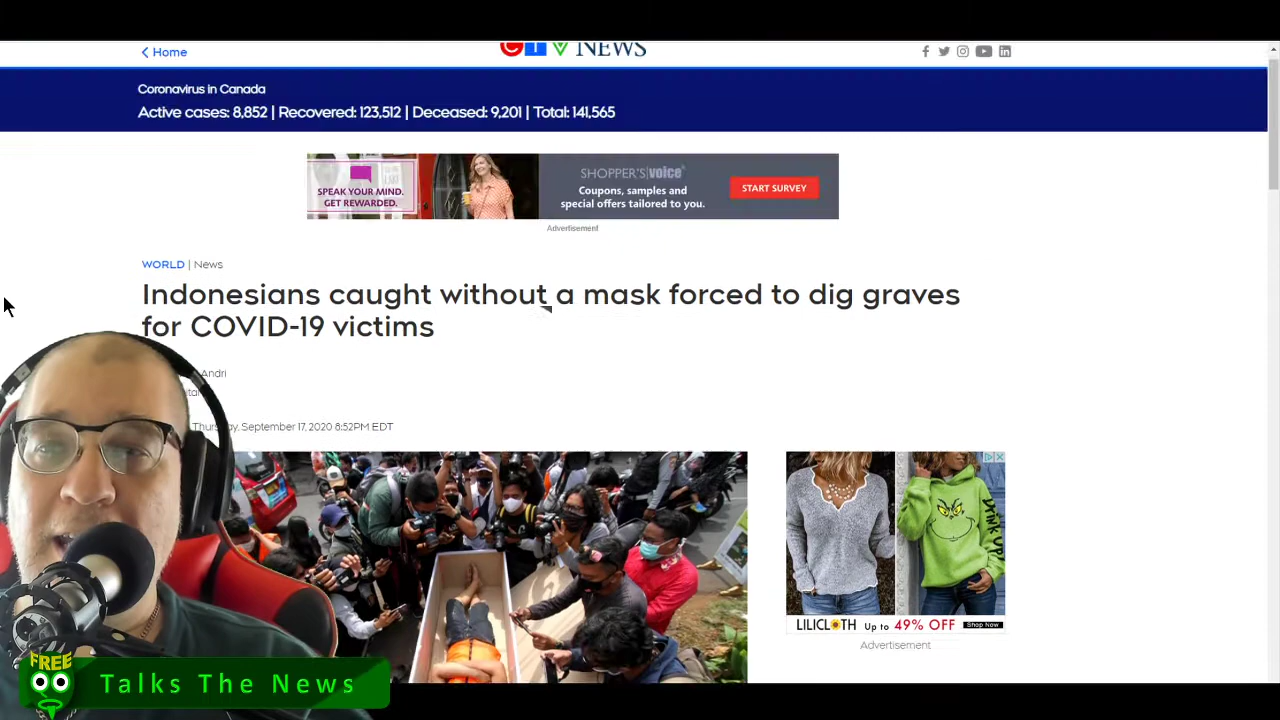 Home
CTV NEWS
Coronavirus in Canada
Active cases: 8,852 | Recovered: 123,512 | Deceased: 9,201 | Total: 141,565
SPEAK YOUR MIND.
GET REWARDED.
SHOPPER'S voice
Coupons, samples and
special offers tailored to you.
START SURVEY
Advertisement
WORLD | News
Indonesians caught without a mask forced to dig graves
for COVID-19 victims
Andri
Thursday, September 17, 2020 8:52PM EDT
DRINK UP!
LILICLOTH Up to 49% OFF Shop Now
Advertisement
FREE
Talks The News